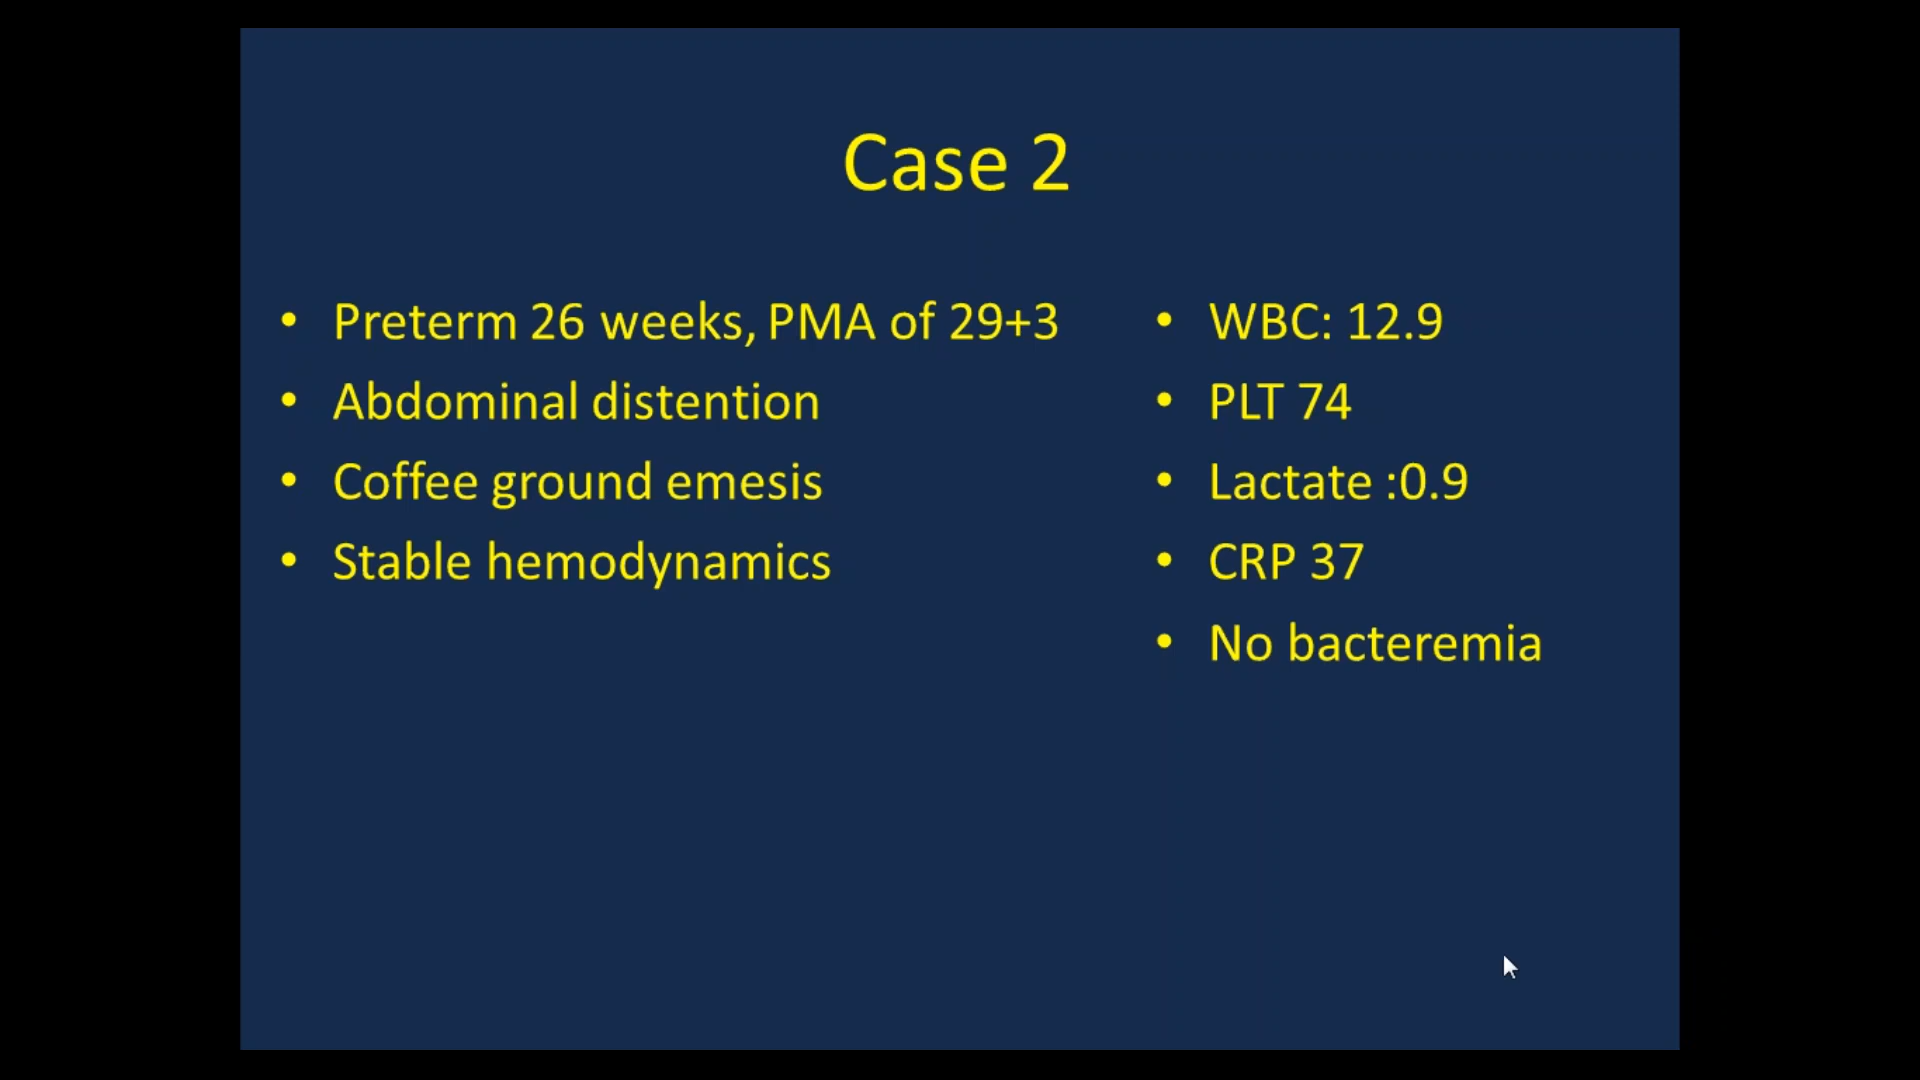 Case 2
• Preterm 26 weeks, PMA of 29+3
• Abdominal distention
• Coffee ground emesis
• Stable hemodynamics
• WBC: 12.9
• PLT 74
• Lactate :0.9
• CRP 37
• No bacteremia